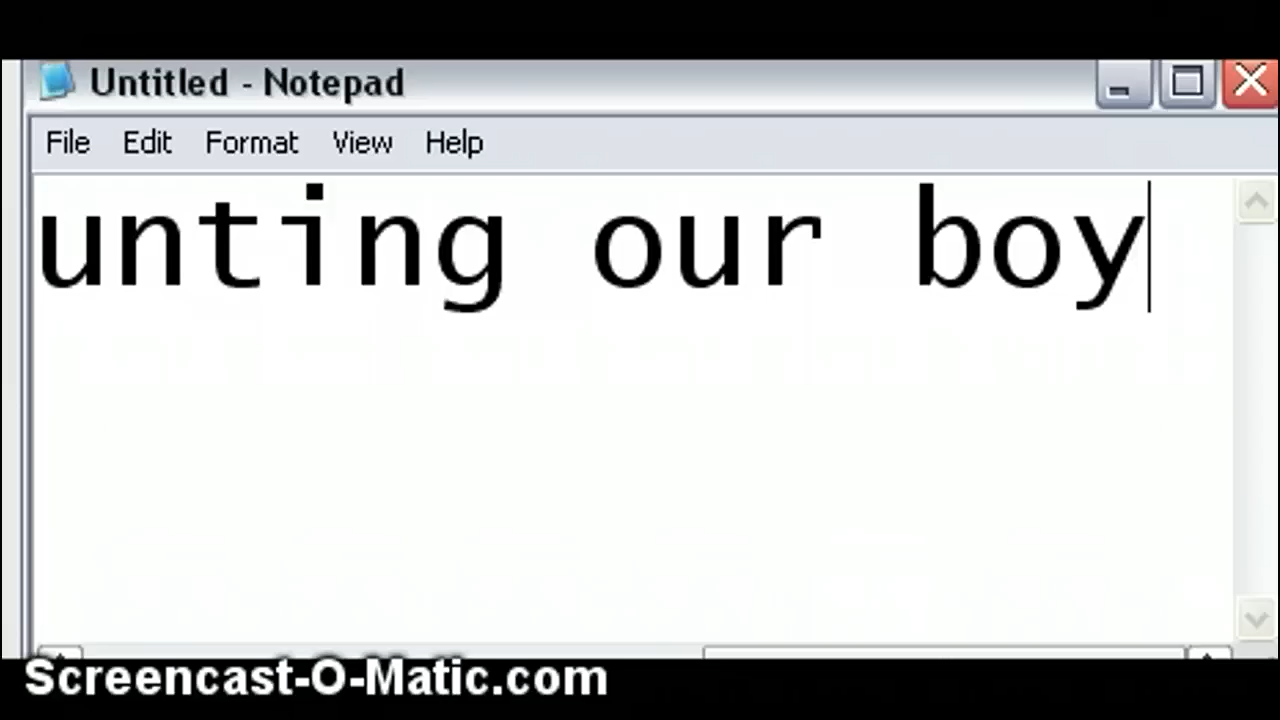 Untitled - Notepad
File Edit Format View Help
unting our boy
Screencast-O-Matic.com